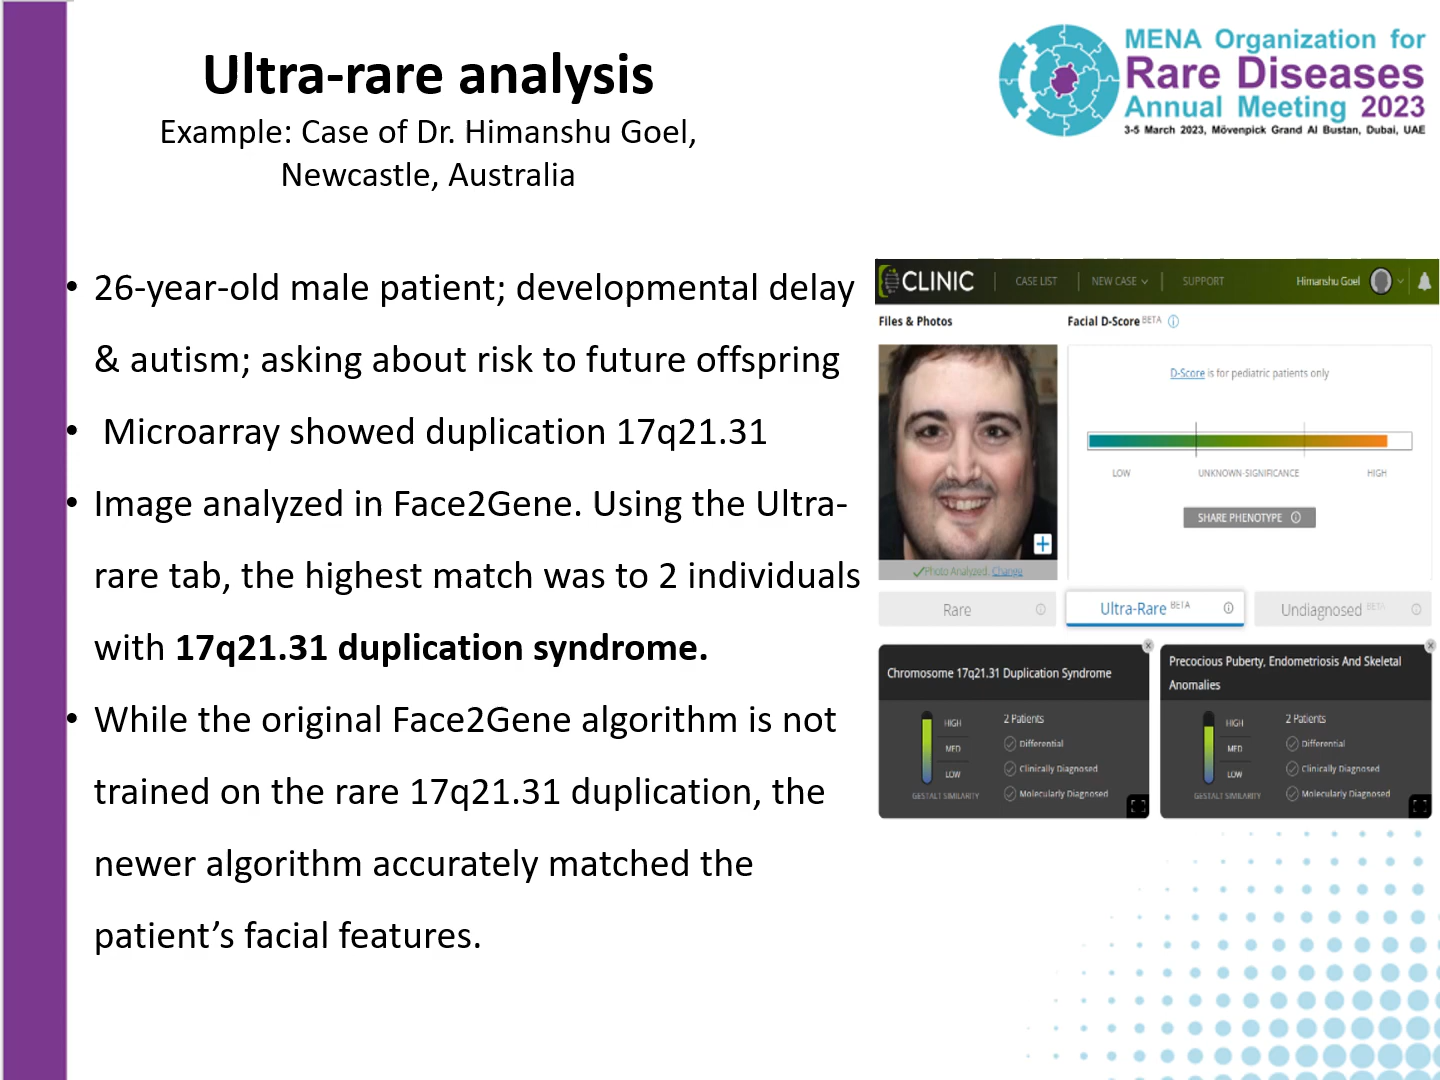 Ultra-rare analysis
Example: Case of Dr. Himanshu Goel,
Newcastle, Australia
MENA Organization for
Rare Diseases
Annual Meeting 2023
3-5 March 2023, Mövenpick Grand Al Bustan, Dubai, UAE
• 26-year-old male patient; developmental delay
& autism; asking about risk to future offspring
• Microarray showed duplication 17q21.31
• Image analyzed in Face2Gene. Using the Ultra-
rare tab, the highest match was to 2 individuals
with 17q21.31 duplication syndrome.
• While the original Face2Gene algorithm is not
trained on the rare 17q21.31 duplication, the
newer algorithm accurately matched the
patient’s facial features.
CLINIC
CASE LIST
NEW CASE
SUPPORT
Himanshu Goel
Files & Photos
Facial D-Score BETA
D-Score is for pediatric patients only
LOW
UNKNOWN-SIGNIFICANCE
HIGH
SHARE PHENOTYPE
Photo Analyzed. Change
Rare
Ultra-Rare BETA
Undiagnosed BETA
Chromosome 17q21.31 Duplication Syndrome
HIGH
MED
LOW
GESTALT SIMILARITY
2 Patients
Differential
Clinically Diagnosed
Molecularly Diagnosed
Precocious Puberty, Endometriosis And Skeletal
Anomalies
HIGH
MED
LOW
GESTALT SIMILARITY
2 Patients
Differential
Clinically Diagnosed
Molecularly Diagnosed